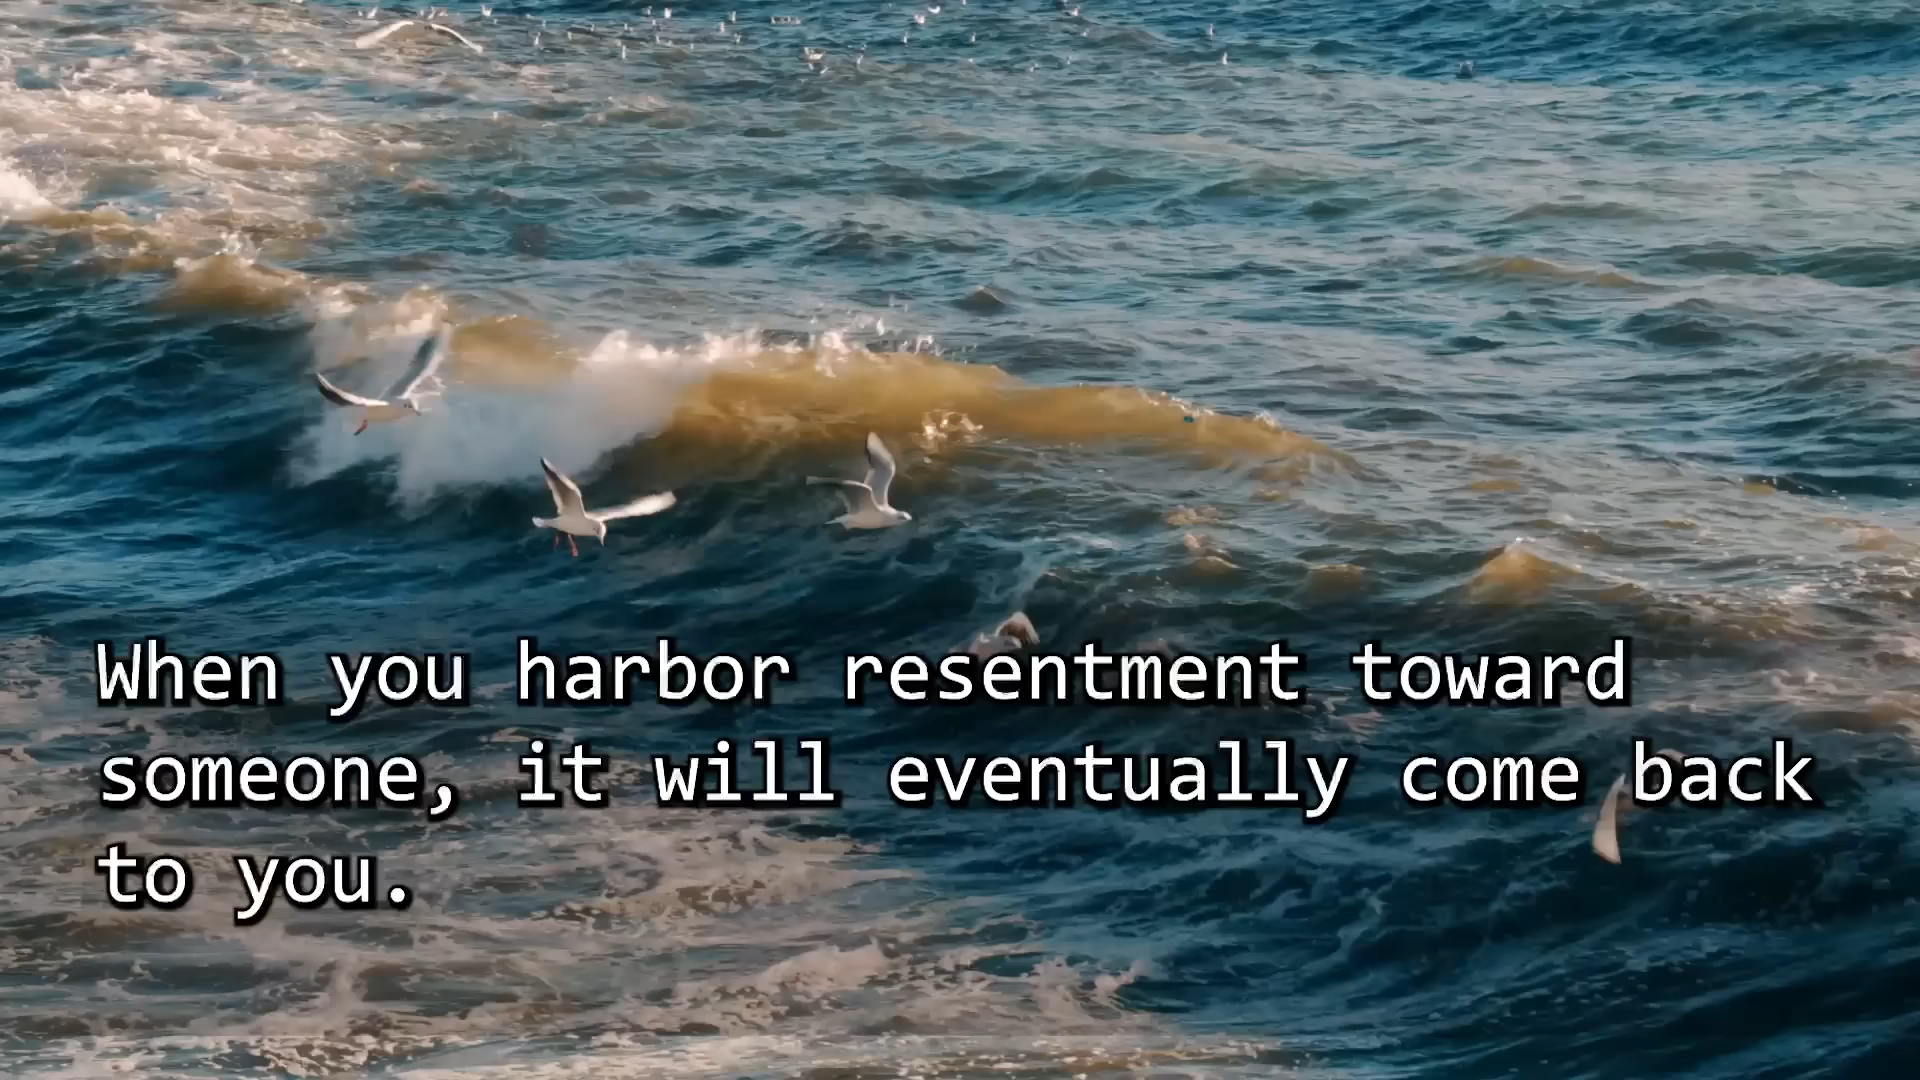 When you harbor resentment toward
someone, it will eventually come back
to you.